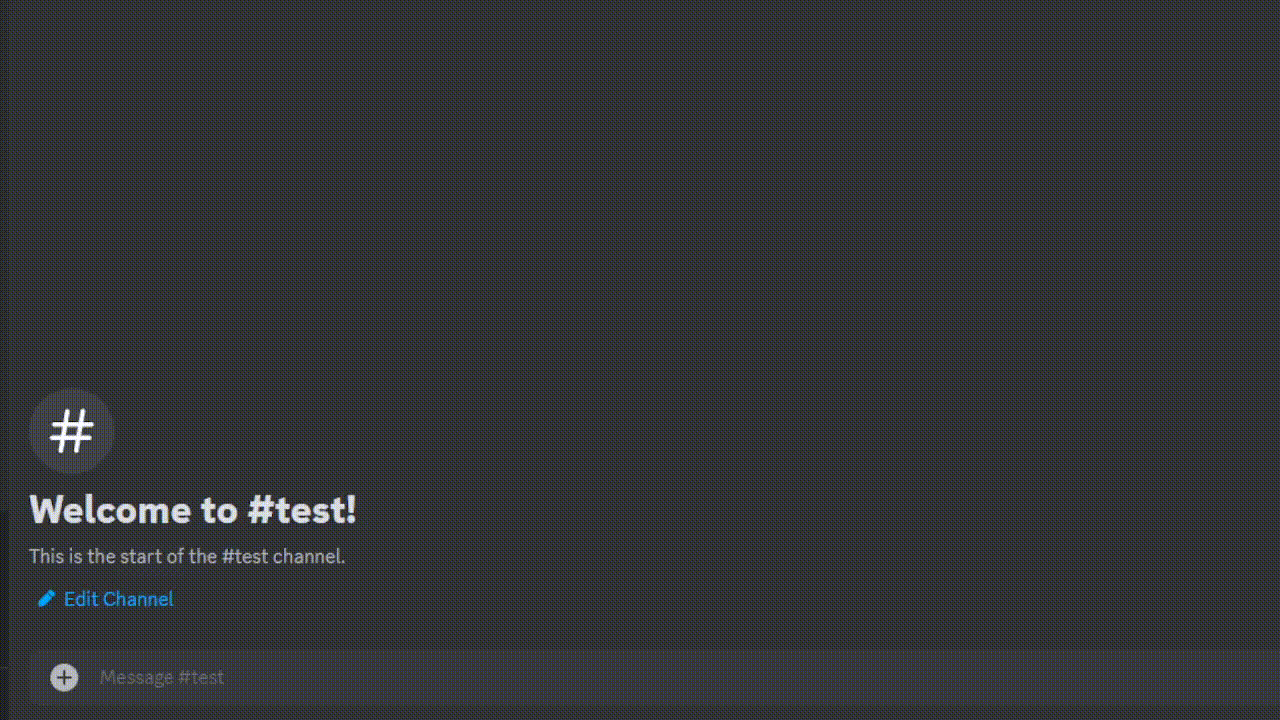 #
Welcome to #test!
This is the start of the #test channel.
Edit Channel
Message #test